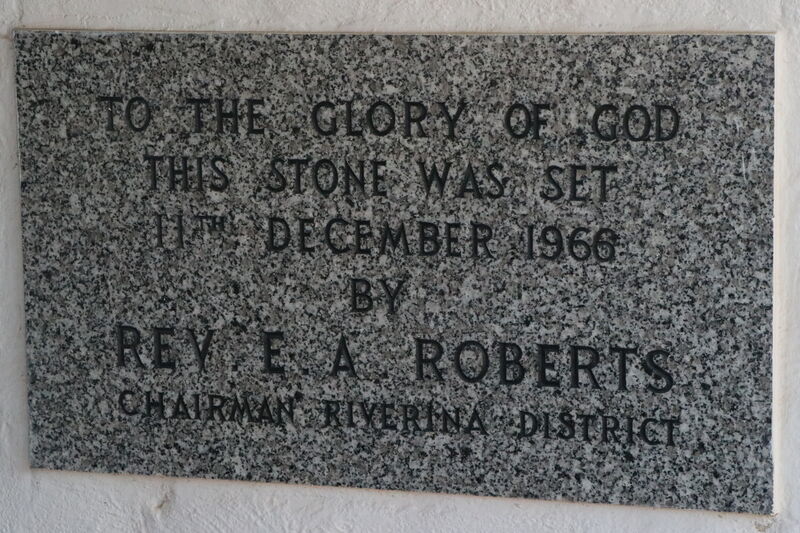 TO THE GLORY OF GOD
THIS STONE WAS SET
11TH DECEMBER 1966
BY
REV E A ROBERTS
CHAIRMAN RIVERINA DISTRICT